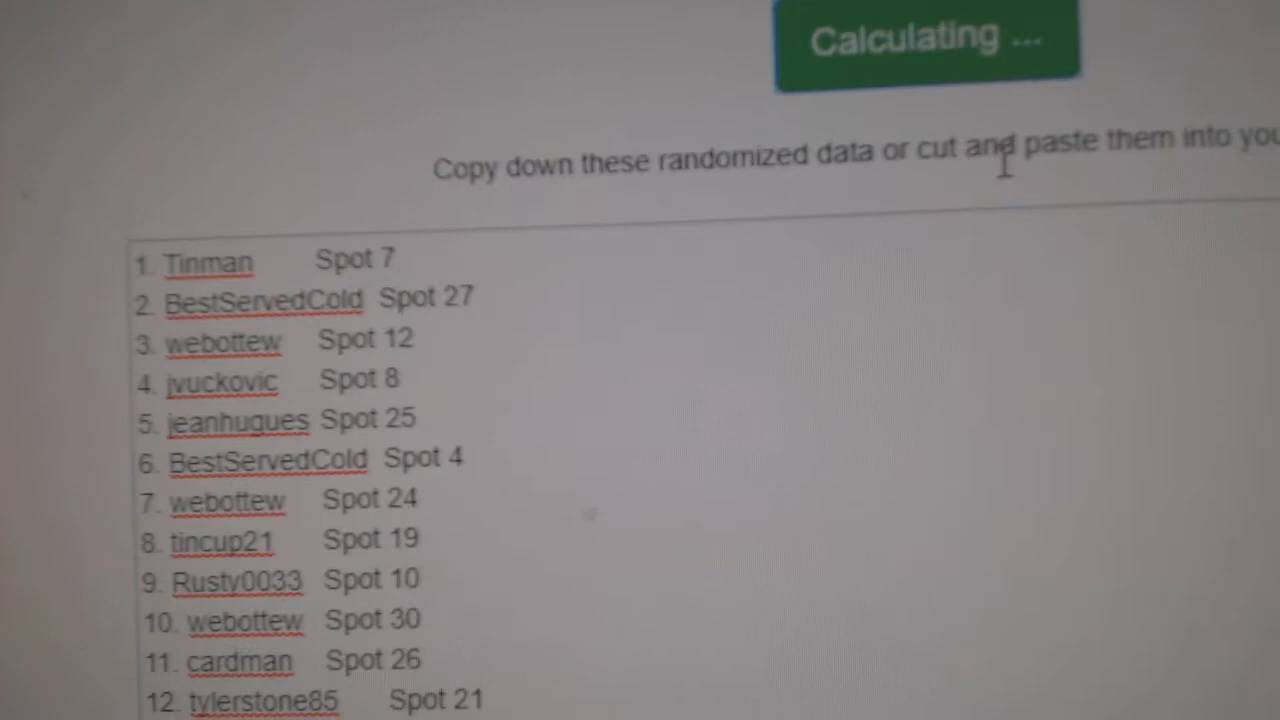 Calculating ...
Copy down these randomized data or cut and paste them into you
1. Tinman Spot 7
2. BestServedCold Spot 27
3. webottew Spot 12
4. jvuckovic Spot 8
5. jeanhugues Spot 25
6. BestServedCold Spot 4
7. webottew Spot 24
8. tincup21 Spot 19
9. Rusty0033 Spot 10
10. webottew Spot 30
11. cardman Spot 26
12. tylerstone85 Spot 21